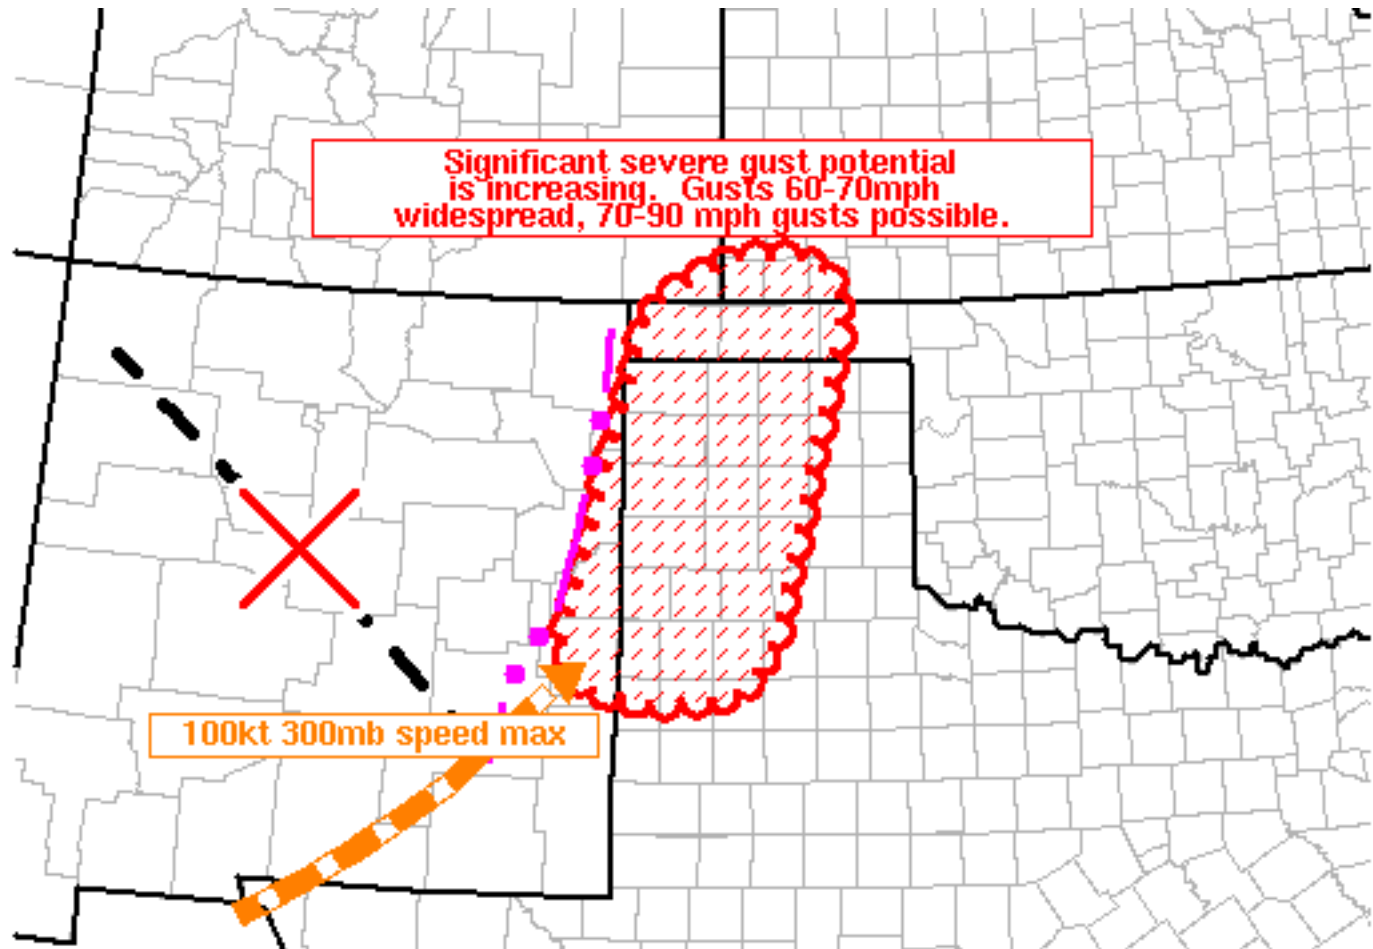 Significant severe gust potential
is increasing.  Gusts 60-70mph
widespread, 70-90 mph gusts possible.
100kt 300mb speed max